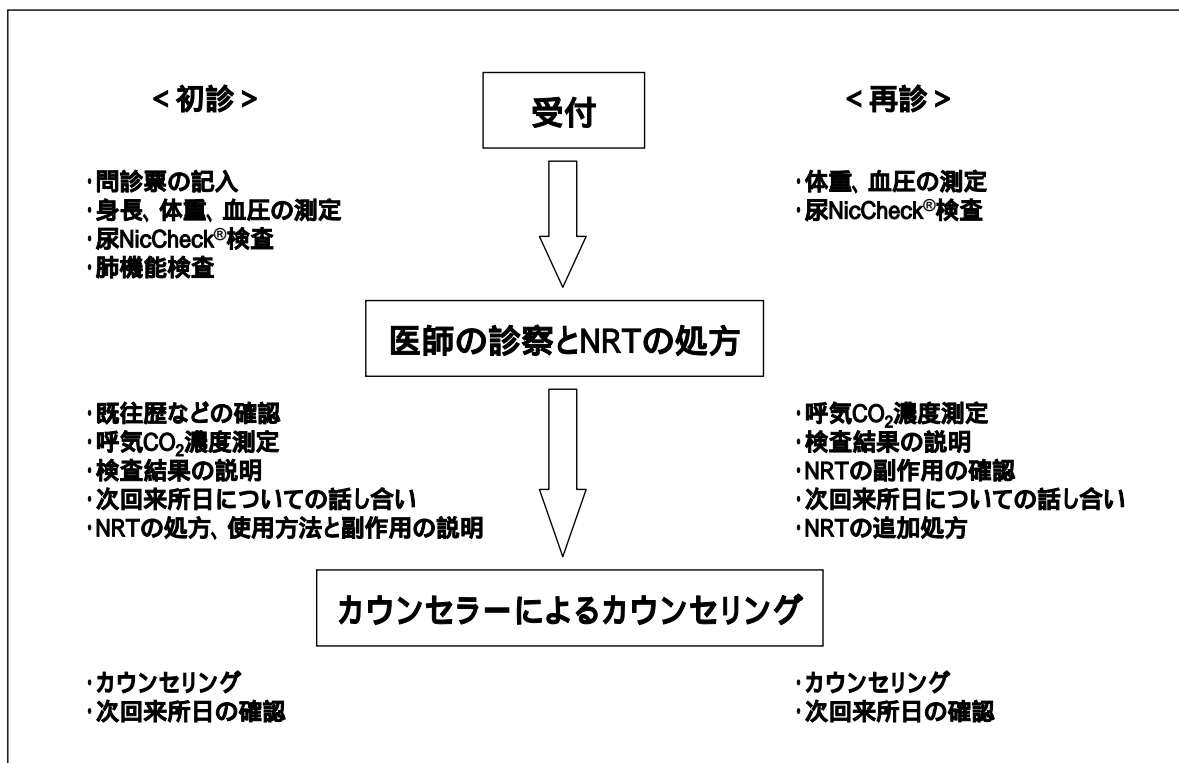 <初診>
受付
<再診>
・問診票の記入
・身長、体重、血圧の測定
・尿NicCheck®検査
・肺機能検査
・体重、血圧の測定
・尿NicCheck®検査
医師の診察とNRTの処方
・既往歴などの確認
・呼気CO₂濃度測定
・検査結果の説明
・次回来所日についての話し合い
・NRTの処方、使用方法と副作用の説明
・呼気CO₂濃度測定
・検査結果の説明
・NRTの副作用の確認
・次回来所日についての話し合い
・NRTの追加処方
カウンセラーによるカウンセリング
・カウンセリング
・次回来所日の確認
・カウンセリング
・次回来所日の確認